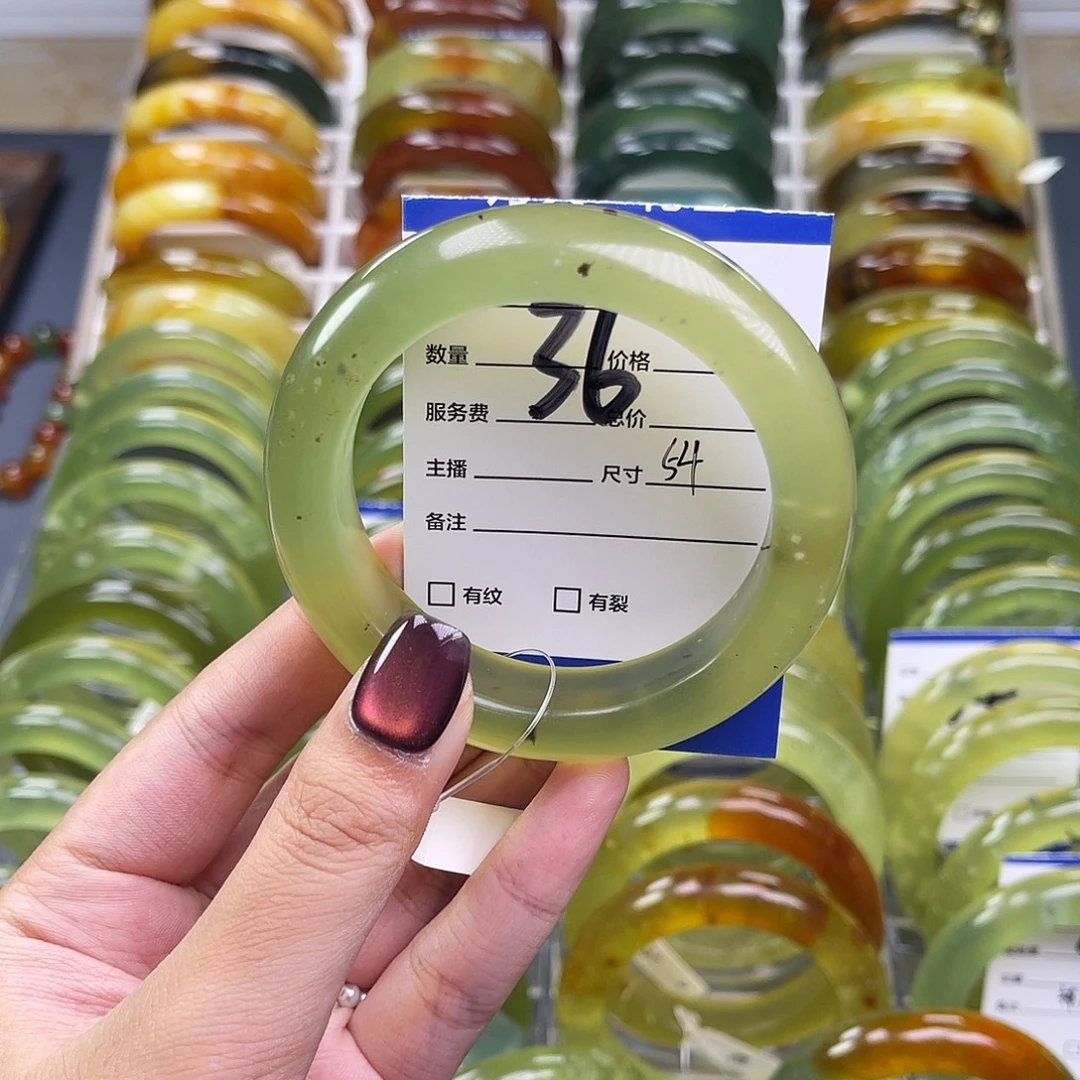 36
数量 价格
服务费 总价
主播 尺寸 54
备注
□ 有纹 □ 有裂